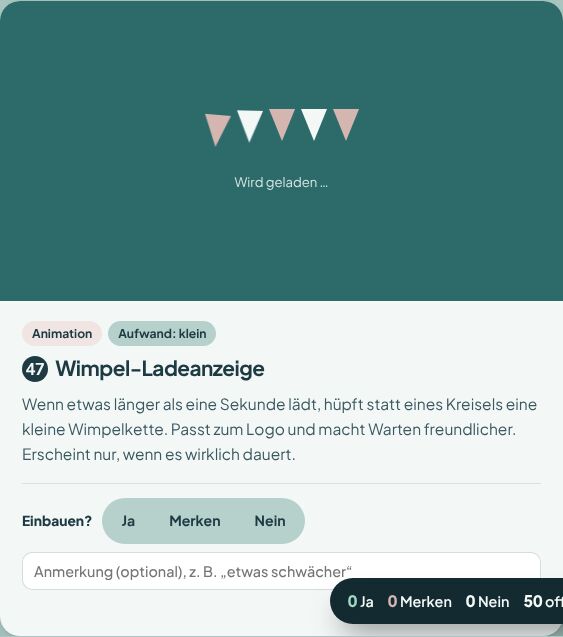 Wird geladen …
Animation Aufwand: klein
47 Wimpel-Ladeanzeige
Wenn etwas länger als eine Sekunde lädt, hüpft statt eines Kreisels eine
kleine Wimpelkette. Passt zum Logo und macht Warten freundlicher.
Erscheint nur, wenn es wirklich dauert.
Einbauen? Ja Merken Nein
Anmerkung (optional), z. B. „etwas schwächer“
0 Ja 0 Merken 0 Nein 50